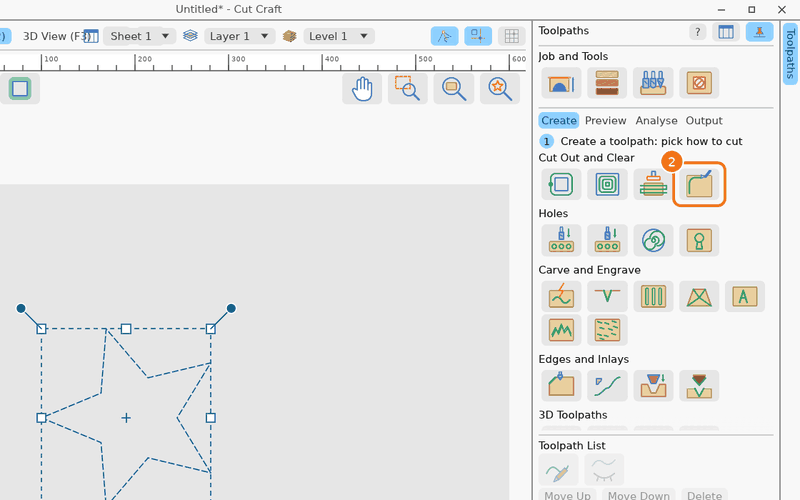 Untitled* - Cut Craft
3D View (F3)
Sheet 1
Layer 1
Level 1
100
200
300
400
500
600
Toolpaths
?
Toolpaths
Job and Tools
Create
Preview
Analyse
Output
1 Create a toolpath: pick how to cut
Cut Out and Clear
2
Holes
Carve and Engrave
A
Edges and Inlays
3D Toolpaths
Toolpath List
Move Up
Move Down
Delete